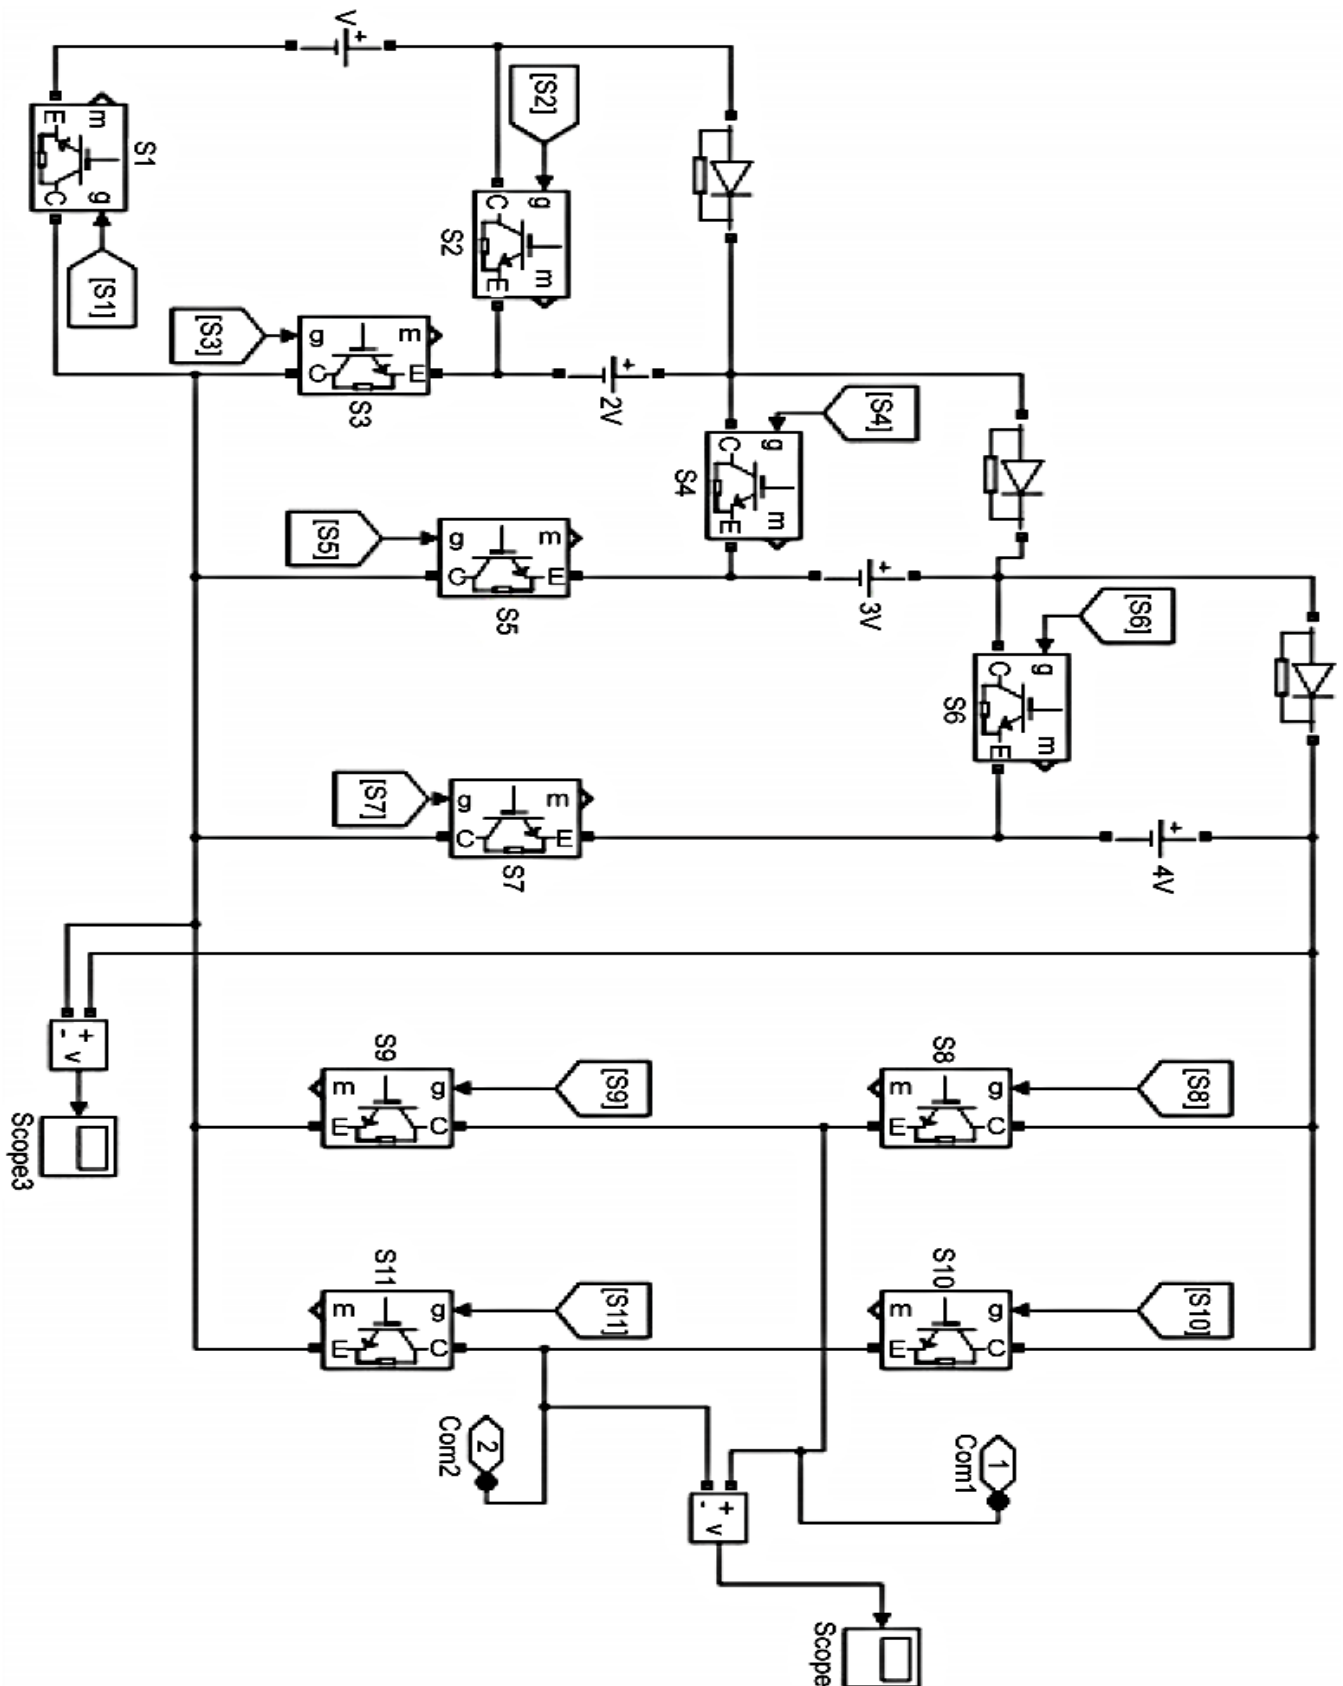 V
+
[S2]
E
m
C
g
S1
[S1]
C
g
E
m
S2
[S3]
g
m
C
E
S3
+
2V
[S4]
C
g
E
m
S4
[S5]
g
m
C
E
S5
+
3V
[S6]
C
g
E
m
S6
[S7]
g
m
C
E
S7
+
4V
- +
v
Scope3
S9
m
g
E
C
[S9]
S8
m
g
E
C
[S8]
S11
m
g
E
C
[S11]
S10
m
g
E
C
[S10]
2
Com2
1
Com1
- +
v
Scope